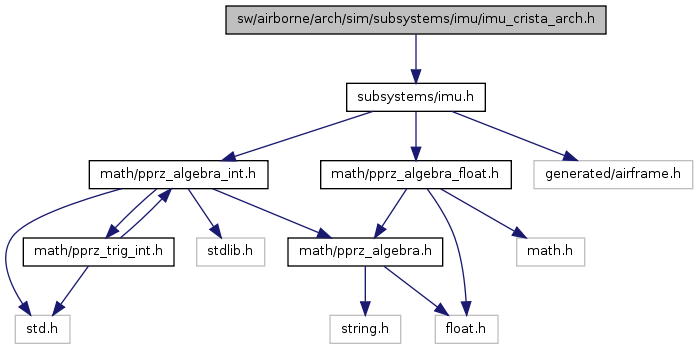 sw/airborne/arch/sim/subsystems/imu/imu_crista_arch.h
subsystems/imu.h
math/pprz_algebra_int.h
math/pprz_algebra_float.h
generated/airframe.h
math/pprz_trig_int.h
stdlib.h
math/pprz_algebra.h
math.h
std.h
string.h
float.h